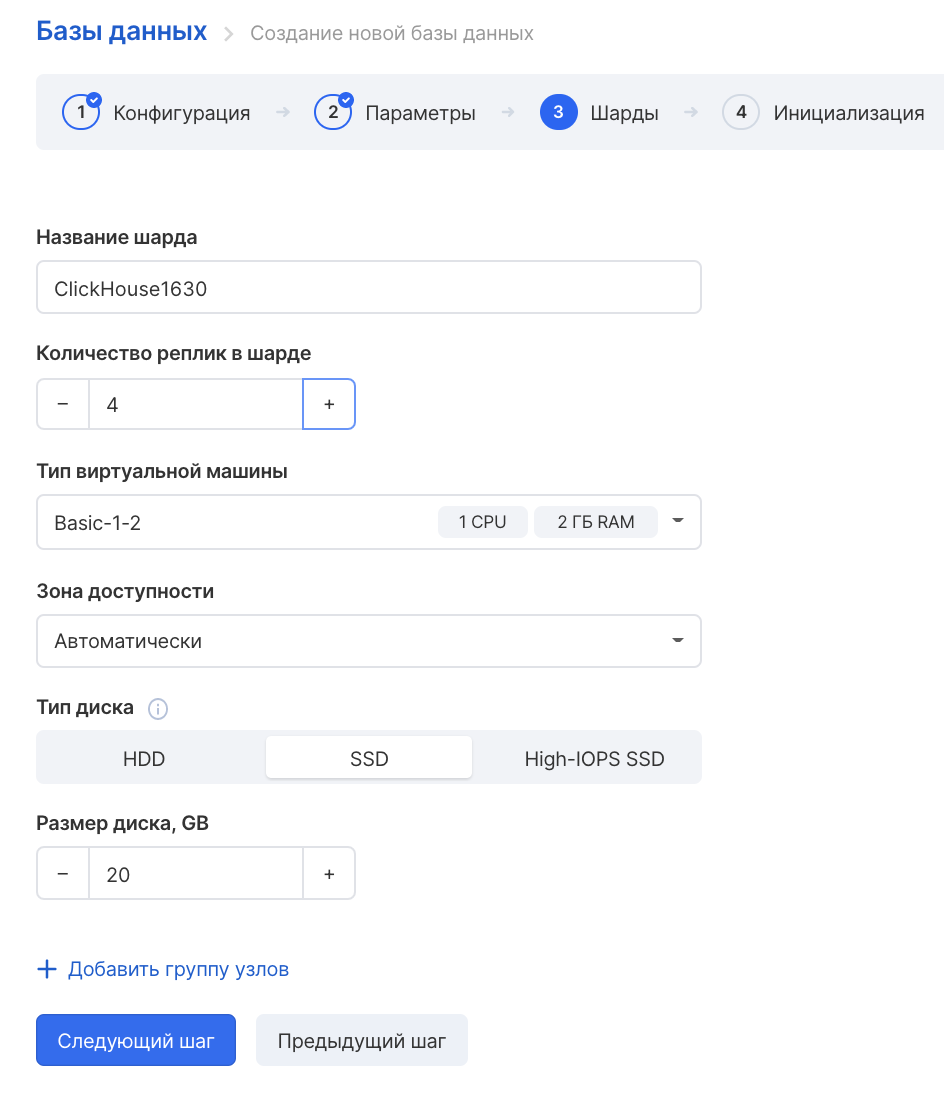 Базы данных > Создание новой базы данных
1 Конфигурация → 2 Параметры → 3 Шарды → 4 Инициализация
Название шарда
ClickHouse1630
Количество реплик в шарде
− 4 +
Тип виртуальной машины
Basic-1-2 1 CPU 2 ГБ RAM
Зона доступности
Автоматически
Тип диска i
HDD SSD High-IOPS SSD
Размер диска, GB
− 20 +
+ Добавить группу узлов
Следующий шаг Предыдущий шаг